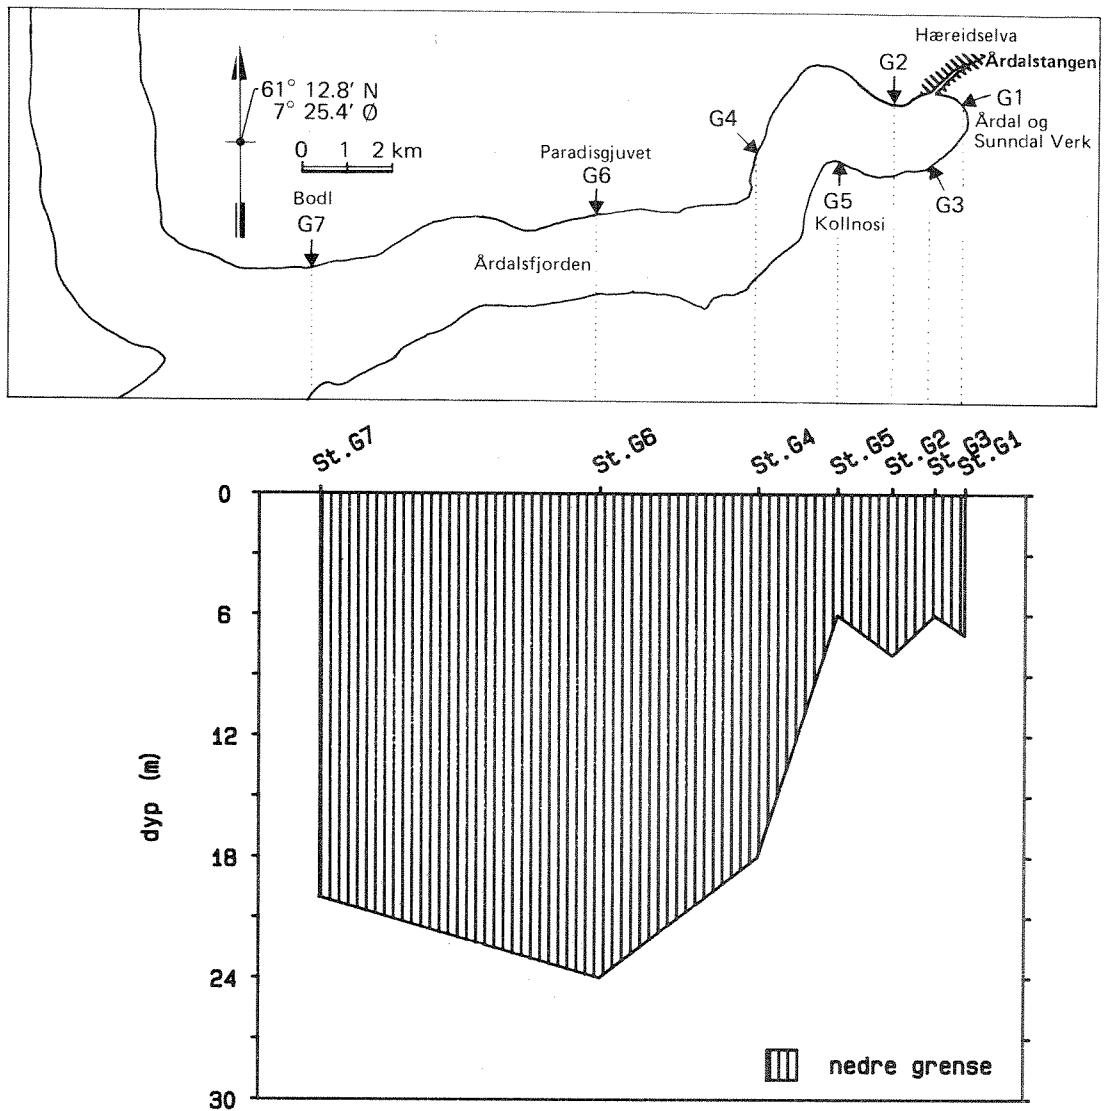 Hæreidselva
Årdalstangen
G2
G1
Årdal og
Sunndal Verk
61° 12.8' N
7° 25.4' Ø
0 1 2 km
G4
Paradisgjuvet
G6
Bodl
G7
G5
Kollnosi
G3
Årdalsfjorden
St.G7
St.G6
St.G4
St.G5
St.G2
St.G3
St.G1
0
6
12
18
24
30
dyp (m)
nedre grense